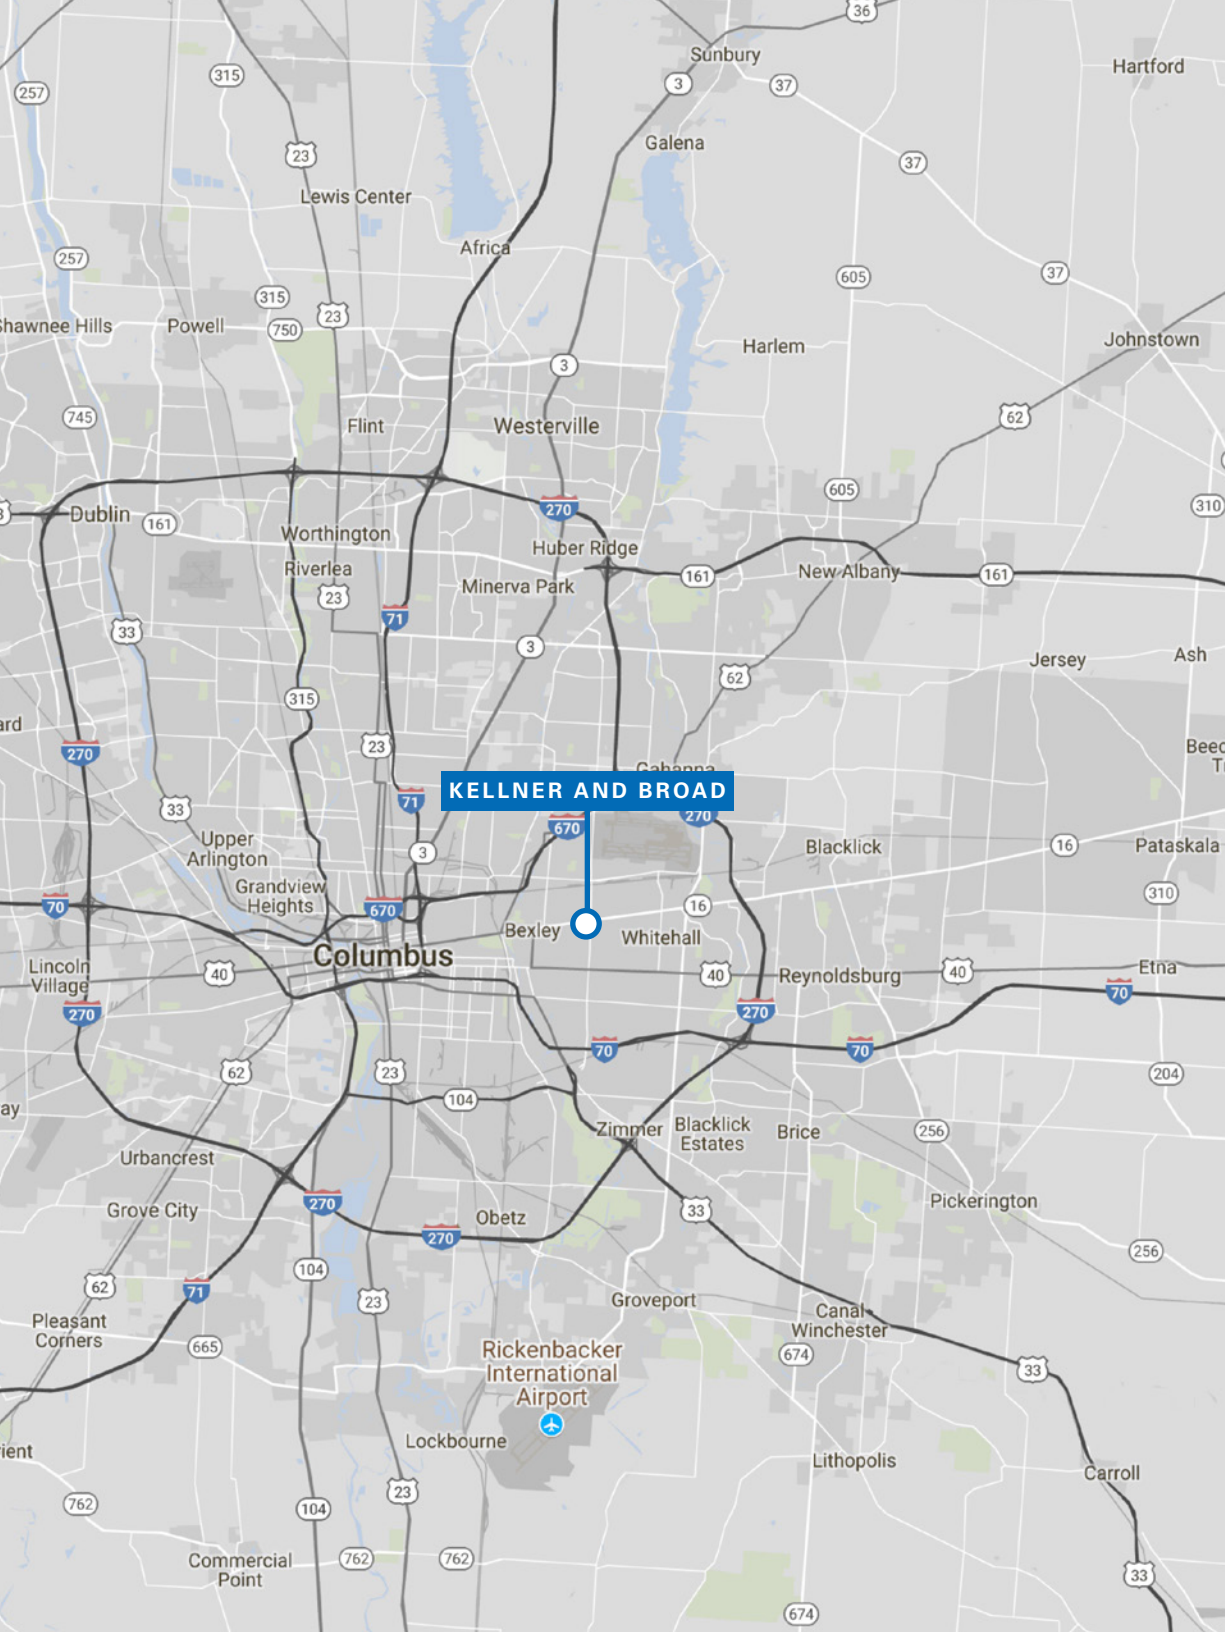 36
Sunbury
Hartford
315
3
37
257
Galena
23
37
Lewis Center
Africa
257
37
605
315
23
Shawnee Hills
Powell
750
Johnstown
Harlem
3
745
62
Flint
Westerville
605
310
270
Dublin
161
Worthington
Huber Ridge
Riverlea
161
New Albany
161
Minerva Park
23
71
33
3
Jersey
Ash
62
315
270
23
Gahanna
KELLNER AND BROAD
71
33
270
670
Upper
Arlington
3
Blacklick
16
Pataskala
Grandview
Heights
310
70
670
16
Bexley
Whitehall
Columbus
Lincoln
Village
40
40
Reynoldsburg
40
Etna
70
270
270
70
70
62
23
204
104
Zimmer
Blacklick
Estates
Brice
256
Urbancrest
270
Grove City
Obetz
33
Pickerington
270
256
104
62
71
23
Groveport
Canal
Winchester
Pleasant
Corners
665
674
Rickenbacker
International
Airport
33
Lockbourne
Lithopolis
Carroll
762
104
23
Commercial
Point
762
762
33
674